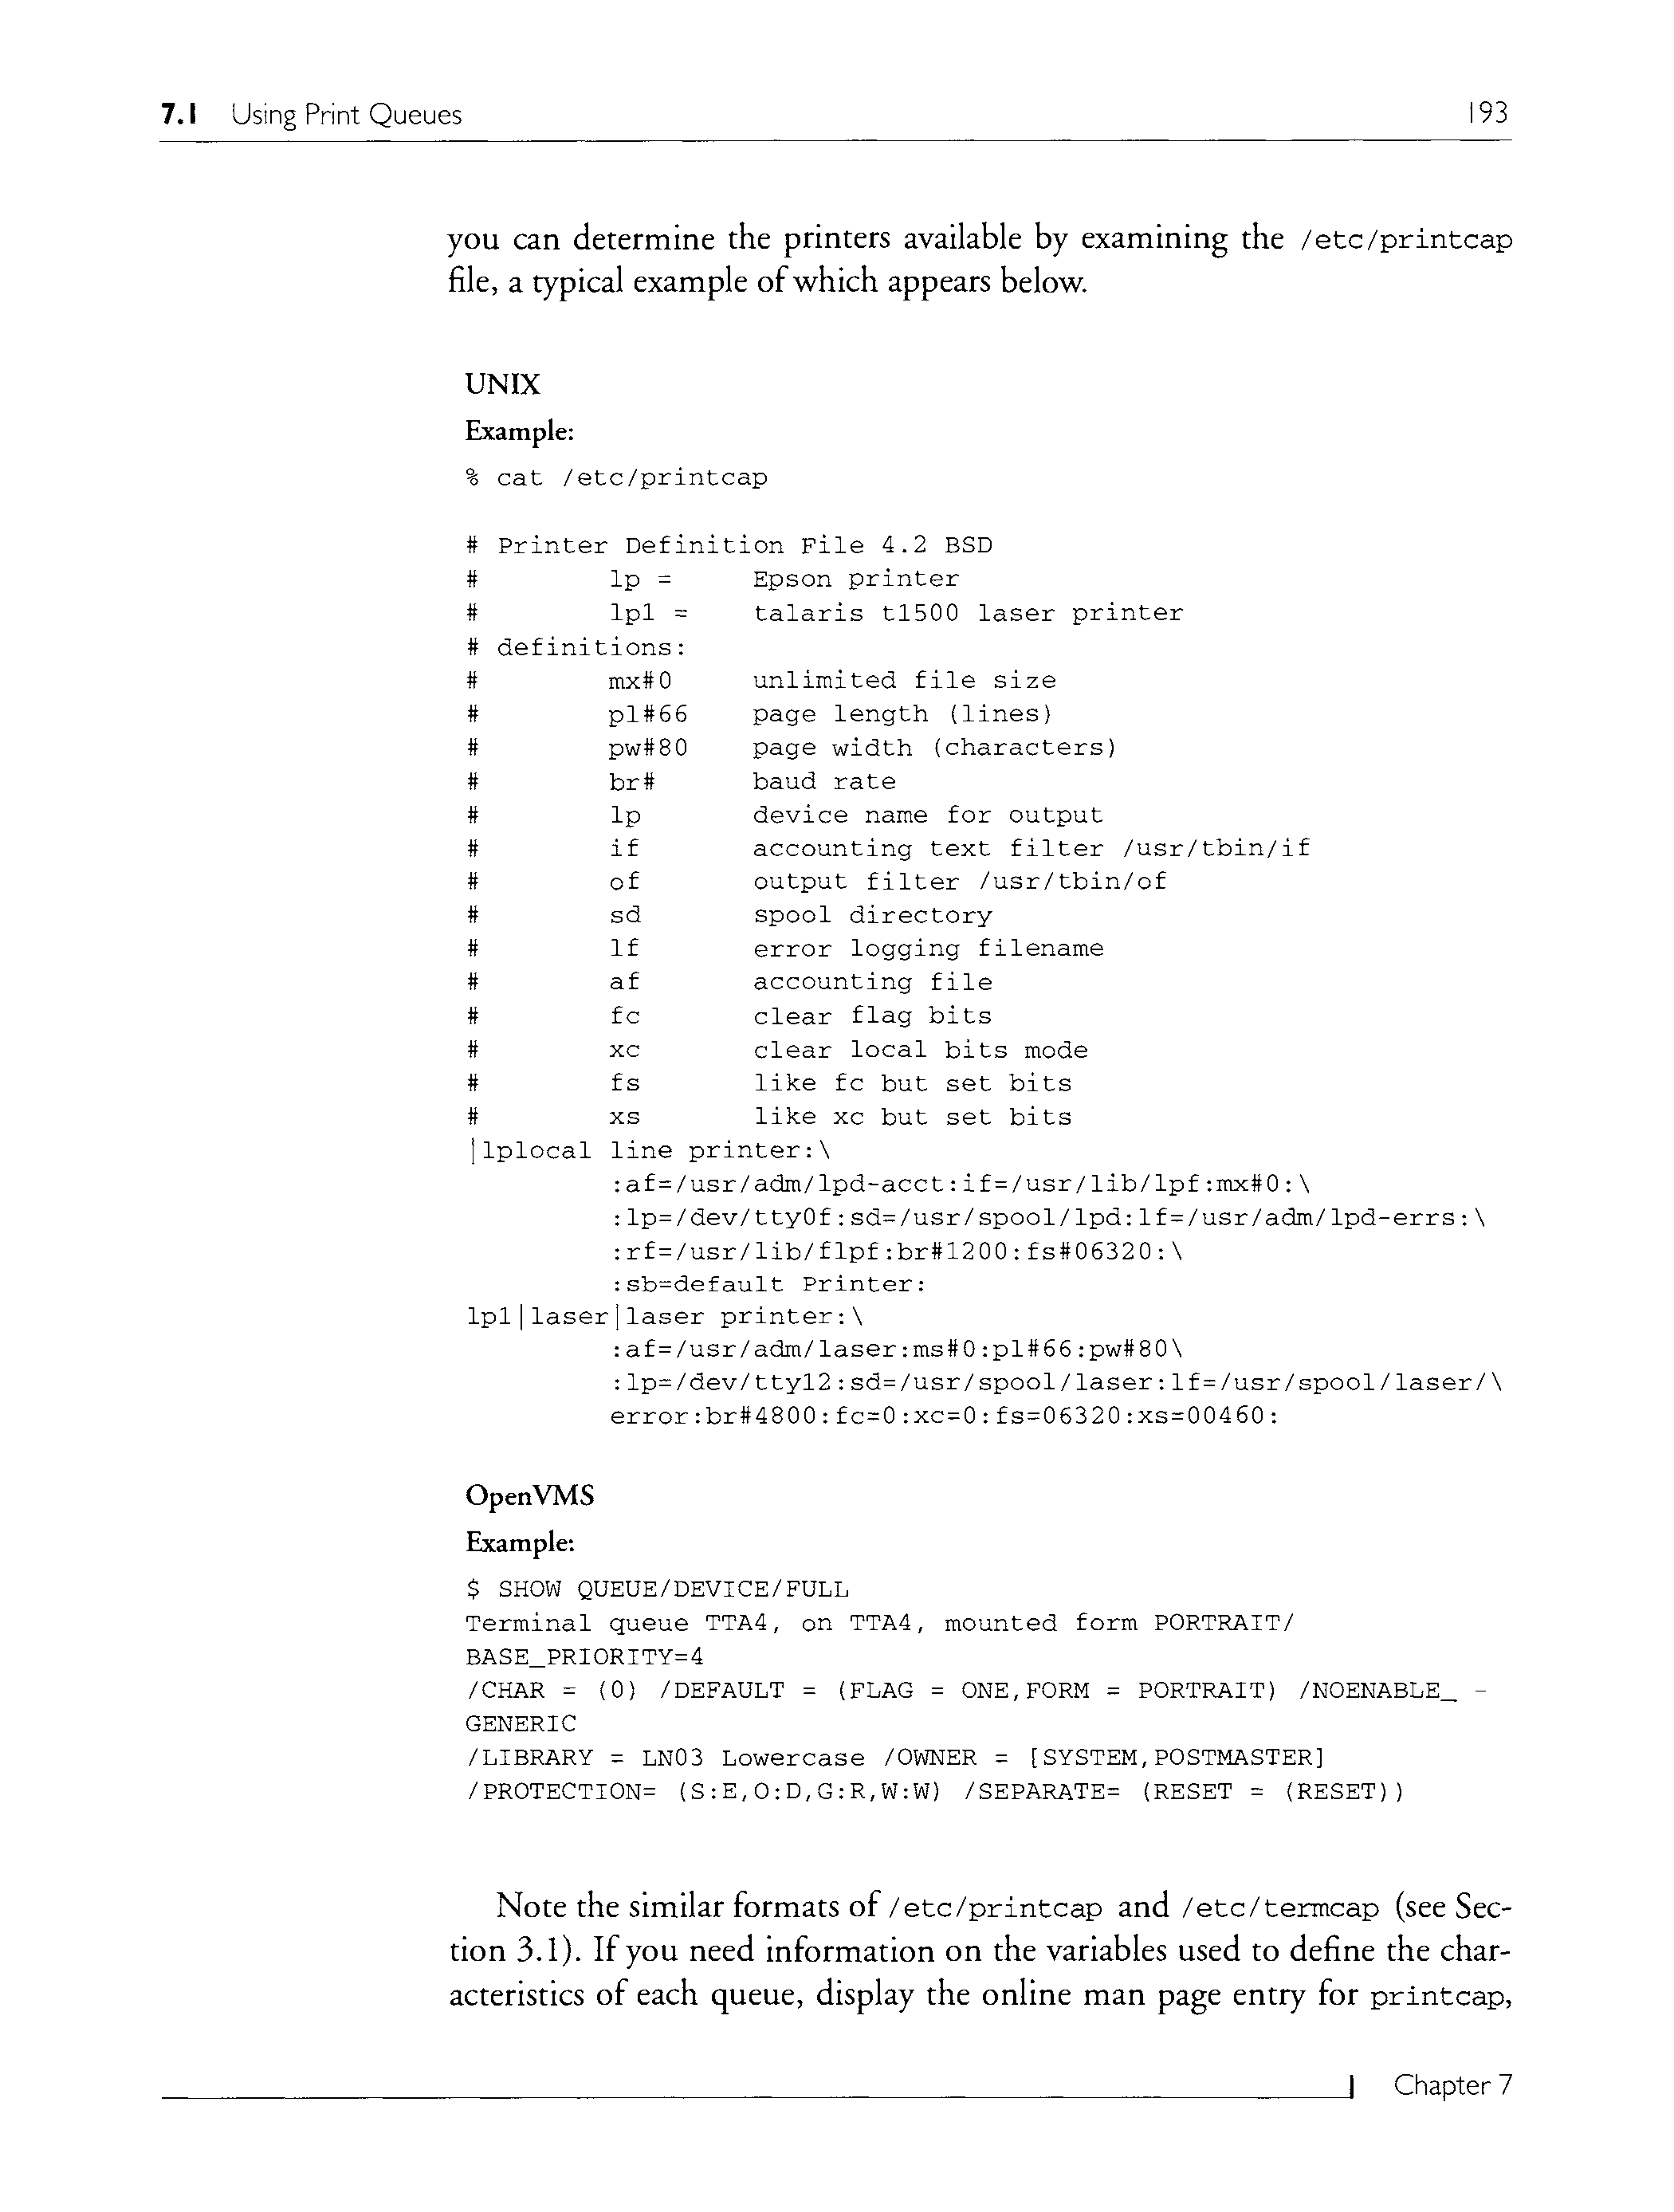 7.1 Using Print Queues 193
you can determine the printers available by examining the /etc/printcap
file, a typical example of which appears below.
UNIX
Example:
% cat /etc/printcap
# Printer Definition File 4.2 BSD
# lp = Epson printer
# lp1 = talaris t1500 laser printer
# definitions:
# mx#0 unlimited file size
# pl#66 page length (lines)
# pw#80 page width (characters)
# br# baud rate
# lp device name for output
# if accounting text filter /usr/tbin/if
# of output filter /usr/tbin/of
# sd spool directory
# lf error logging filename
# af accounting file
# fc clear flag bits
# xc clear local bits mode
# fs like fc but set bits
# xs like xc but set bits
|lplocal line printer:\
:af=/usr/adm/lpd-acct:if=/usr/lib/lpf:mx#0:\
:lp=/dev/tty0f:sd=/usr/spool/lpd:lf=/usr/adm/lpd-errs:\
:rf=/usr/lib/flpf:br#1200:fs#06320:\
:sb=default Printer:
lp1|laser|laser printer:\
:af=/usr/adm/laser:ms#0:pl#66:pw#80\
:lp=/dev/tty12:sd=/usr/spool/laser:lf=/usr/spool/laser/\
error:br#4800:fc=0:xc=0:fs=06320:xs=00460:
OpenVMS
Example:
$ SHOW QUEUE/DEVICE/FULL
Terminal queue TTA4, on TTA4, mounted form PORTRAIT/
BASE_PRIORITY=4
/CHAR = (0) /DEFAULT = (FLAG = ONE,FORM = PORTRAIT) /NOENABLE_ -
GENERIC
/LIBRARY = LN03 Lowercase /OWNER = [SYSTEM,POSTMASTER]
/PROTECTION= (S:E,O:D,G:R,W:W) /SEPARATE= (RESET = (RESET))
Note the similar formats of /etc/printcap and /etc/termcap (see Sec-
tion 3.1). If you need information on the variables used to define the char-
acteristics of each queue, display the online man page entry for printcap,
Chapter 7